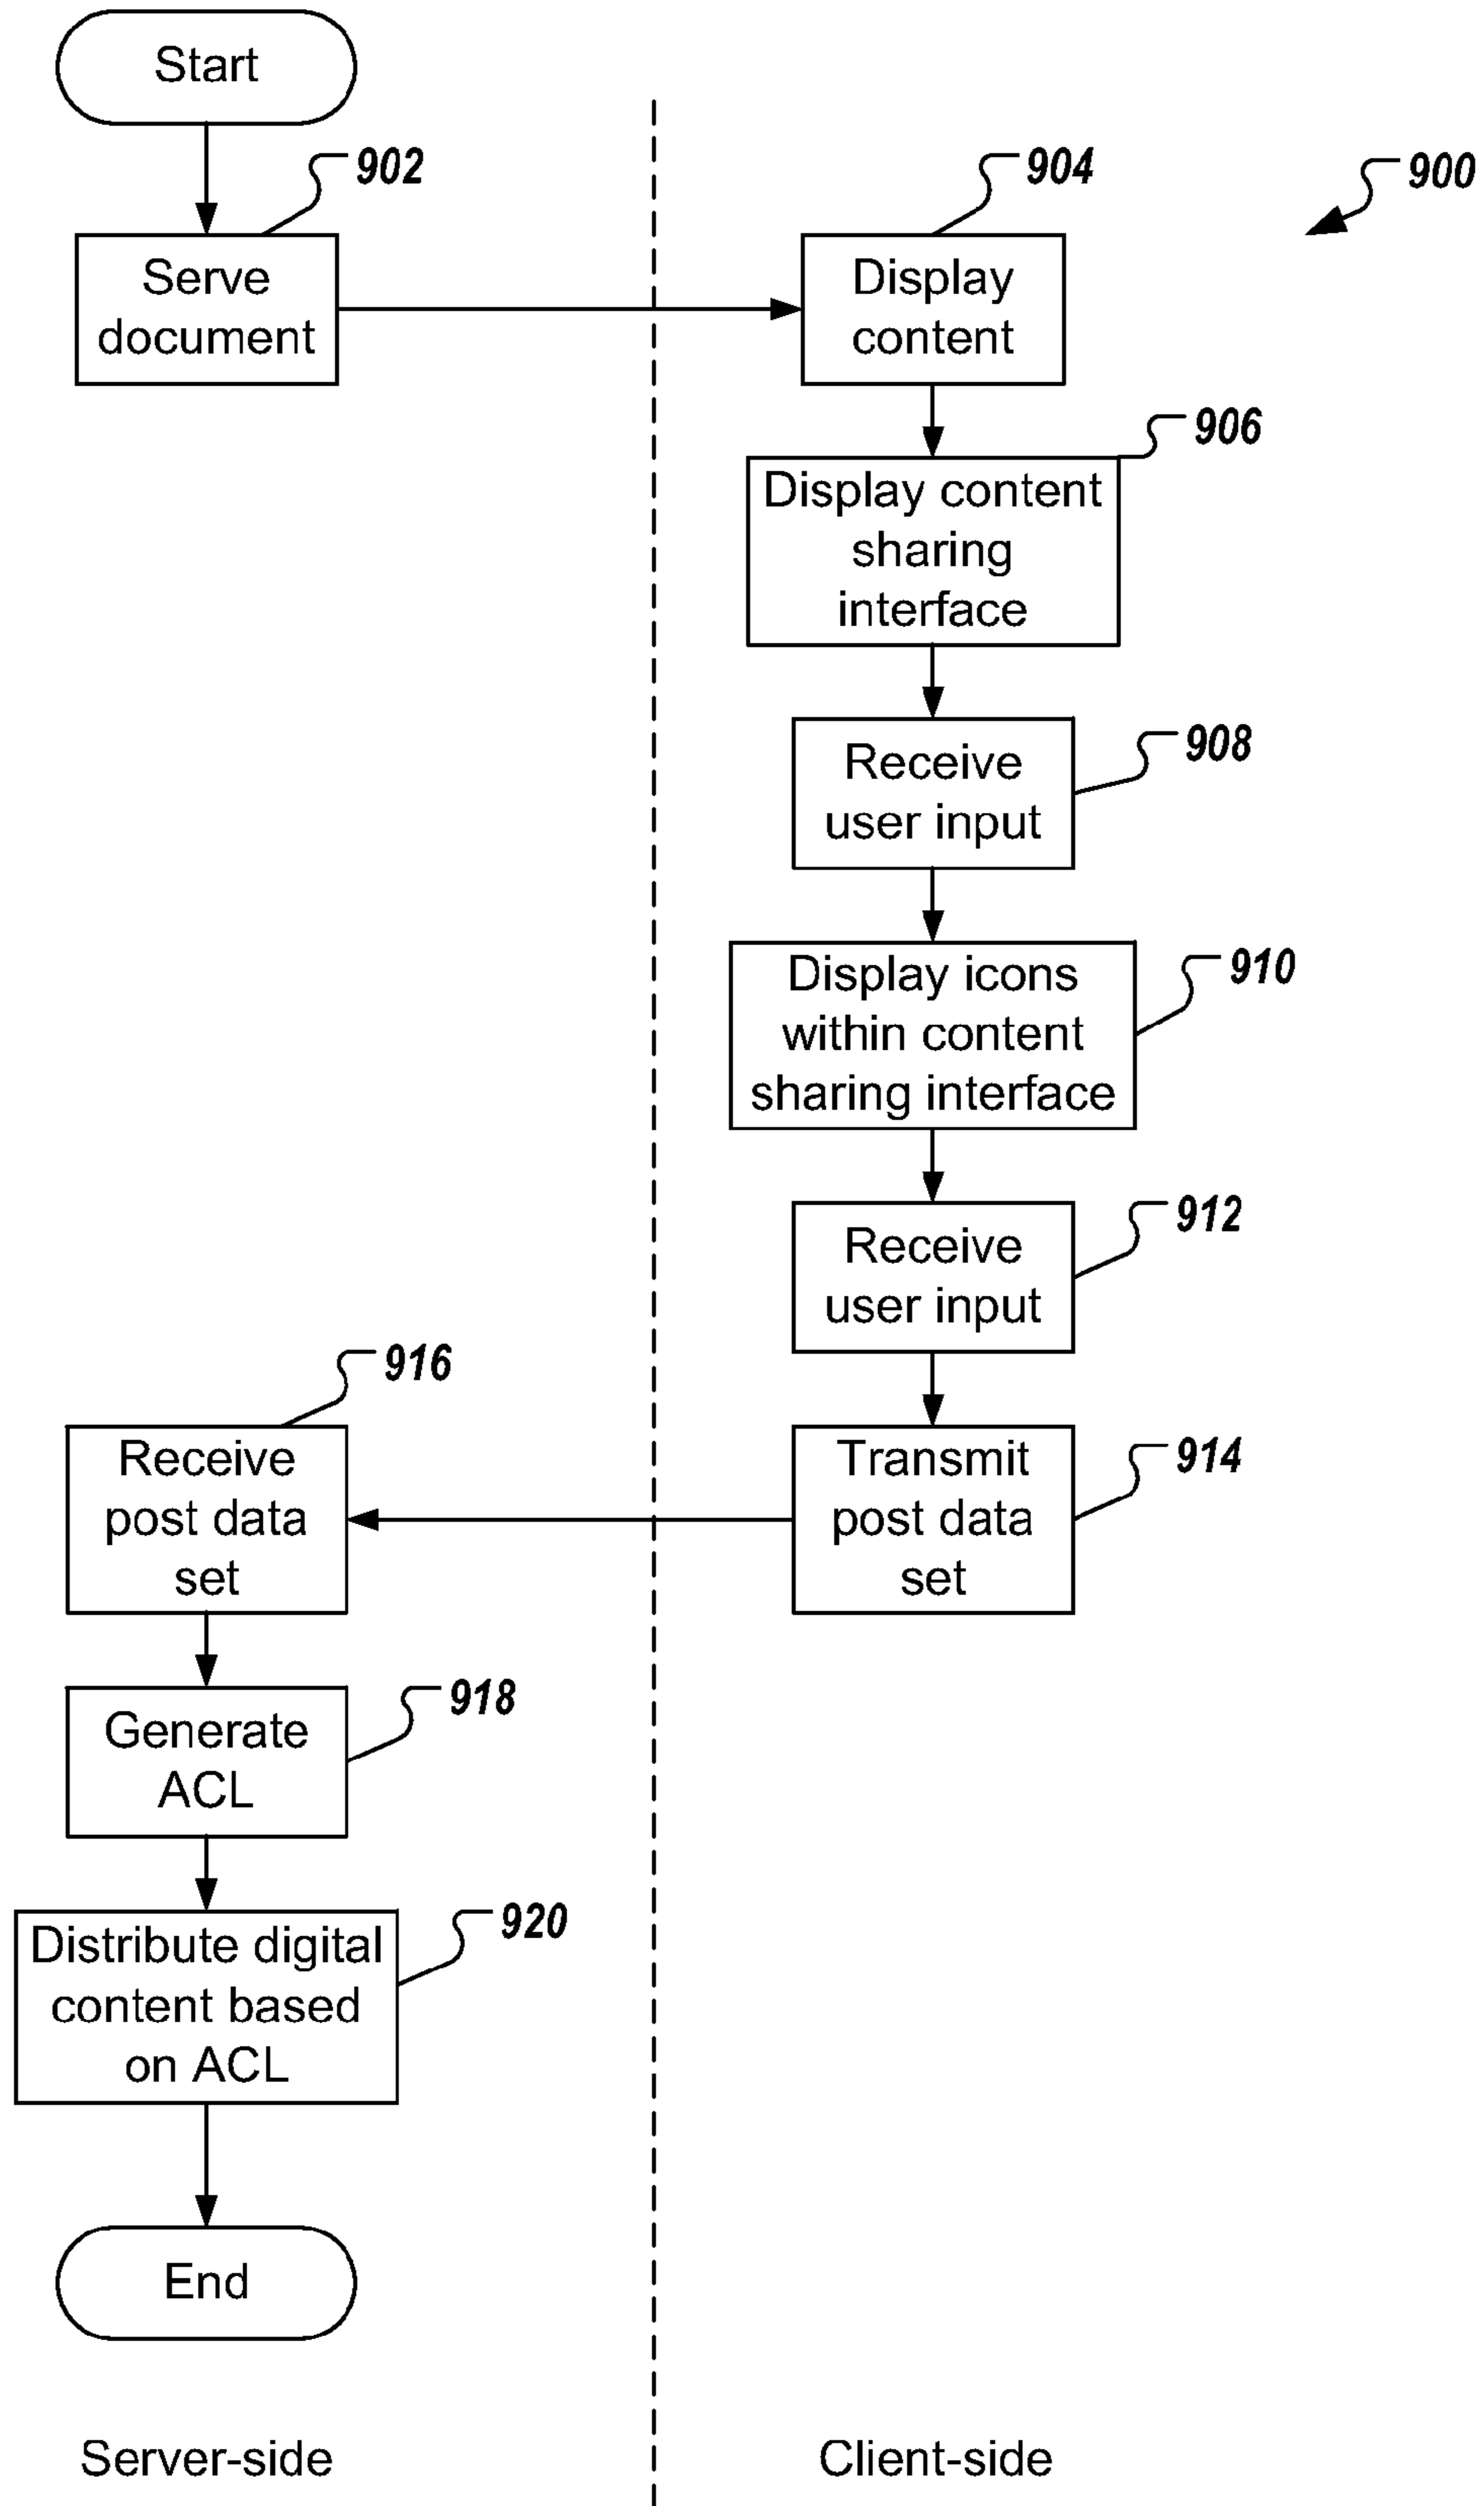 Start
902
Serve
document
904
Display
content
900
906
Display content
sharing
interface
908
Receive
user input
910
Display icons
within content
sharing interface
912
Receive
user input
914
Transmit
post data
set
916
Receive
post data
set
918
Generate
ACL
920
Distribute digital
content based
on ACL
End
Server-side
Client-side